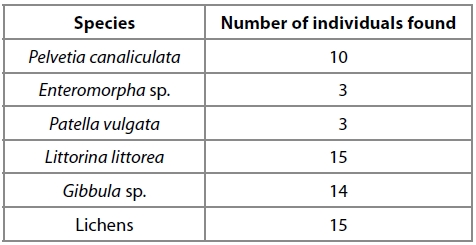 Species Number of individuals found
Pelvetia canaliculata 10
Enteromorpha sp. 3
Patella vulgata 3
Littorina littorea 15
Gibbula sp. 14
Lichens 15